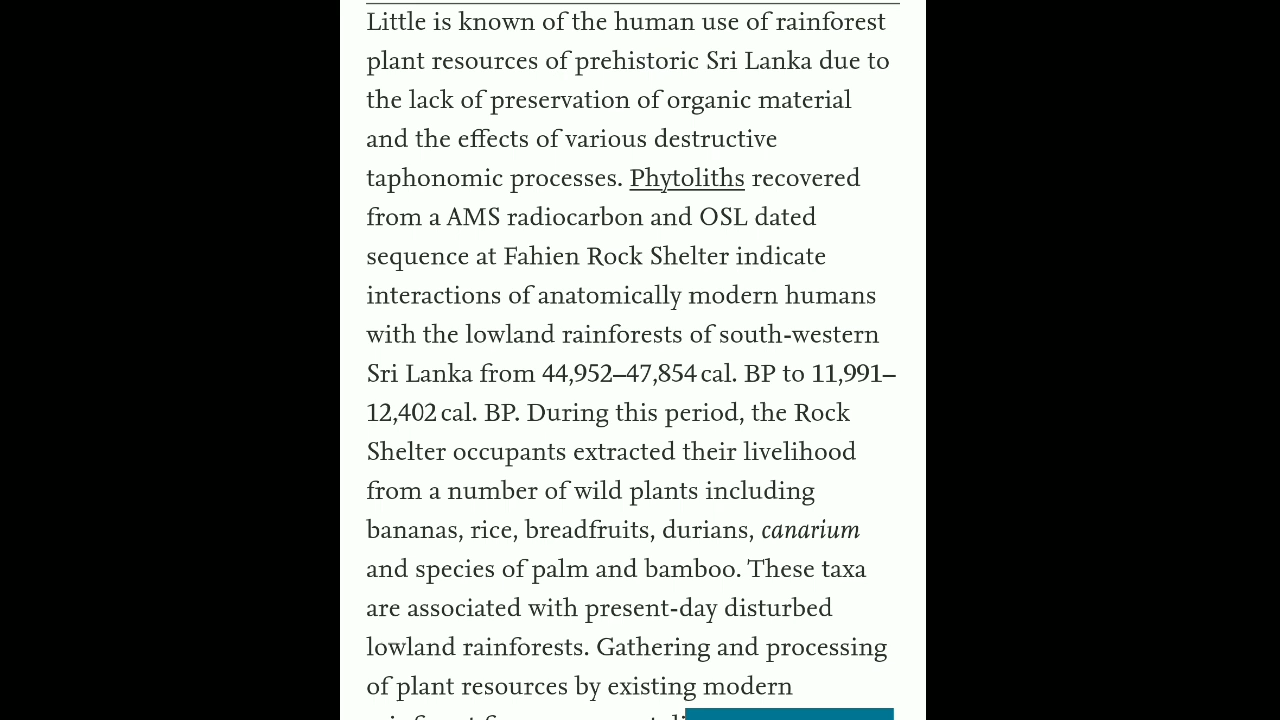 Little is known of the human use of rainforest
plant resources of prehistoric Sri Lanka due to
the lack of preservation of organic material
and the effects of various destructive
taphonomic processes. Phytoliths recovered
from a AMS radiocarbon and OSL dated
sequence at Fahien Rock Shelter indicate
interactions of anatomically modern humans
with the lowland rainforests of south-western
Sri Lanka from 44,952–47,854 cal. BP to 11,991–
12,402 cal. BP. During this period, the Rock
Shelter occupants extracted their livelihood
from a number of wild plants including
bananas, rice, breadfruits, durians, canarium
and species of palm and bamboo. These taxa
are associated with present-day disturbed
lowland rainforests. Gathering and processing
of plant resources by existing modern